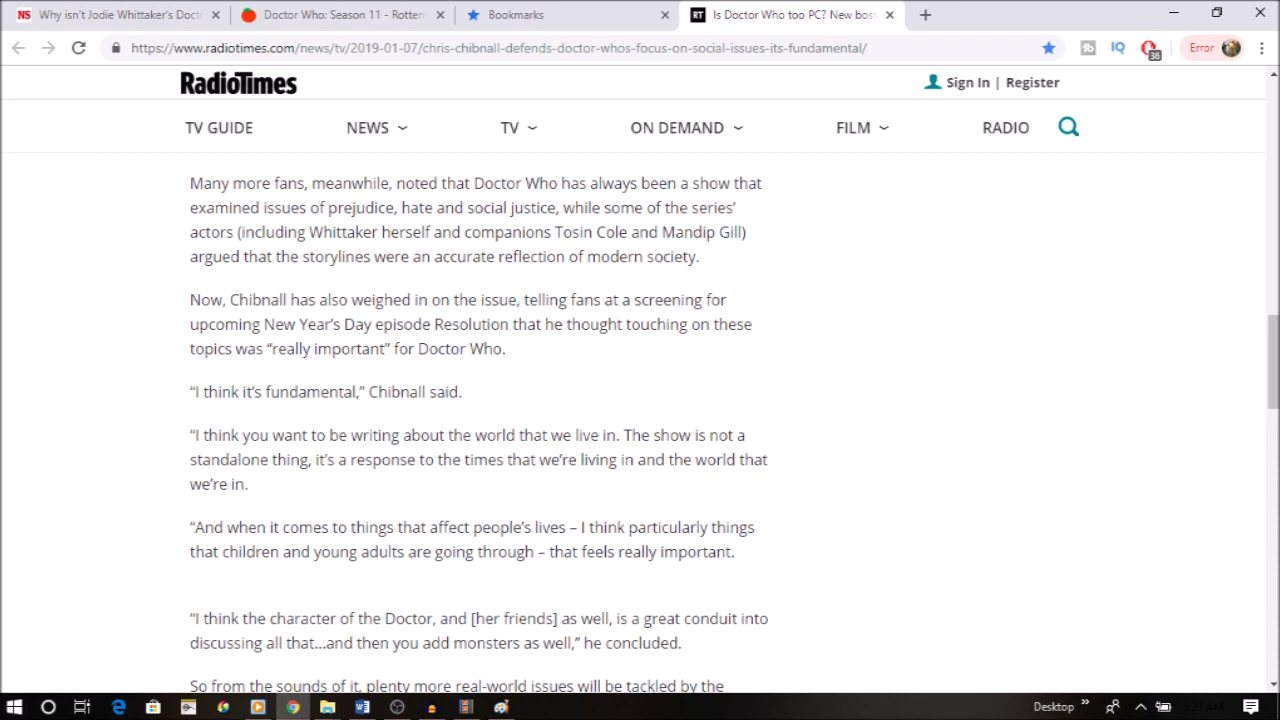 Why isn't Jodie Whittaker's Doct
Doctor Who: Season 11 - Rotten
Bookmarks
Is Doctor Who too PC? New boss
https://www.radiotimes.com/news/tv/2019-01-07/chris-chibnall-defends-doctor-whos-focus-on-social-issues-its-fundamental/
36
Error
RadioTimes
Sign In | Register
TV GUIDE
NEWS
TV
ON DEMAND
FILM
RADIO
Many more fans, meanwhile, noted that Doctor Who has always been a show that
examined issues of prejudice, hate and social justice, while some of the series'
actors (including Whittaker herself and companions Tosin Cole and Mandip Gill)
argued that the storylines were an accurate reflection of modern society.
Now, Chibnall has also weighed in on the issue, telling fans at a screening for
upcoming New Year's Day episode Resolution that he thought touching on these
topics was “really important” for Doctor Who.
“I think it's fundamental,” Chibnall said.
“I think you want to be writing about the world that we live in. The show is not a
standalone thing, it's a response to the times that we're living in and the world that
we're in.
“And when it comes to things that affect people's lives – I think particularly things
that children and young adults are going through – that feels really important.
“I think the character of the Doctor, and [her friends] as well, is a great conduit into
discussing all that…and then you add monsters as well,” he concluded.
So from the sounds of it, plenty more real-world issues will be tackled by the
Desktop